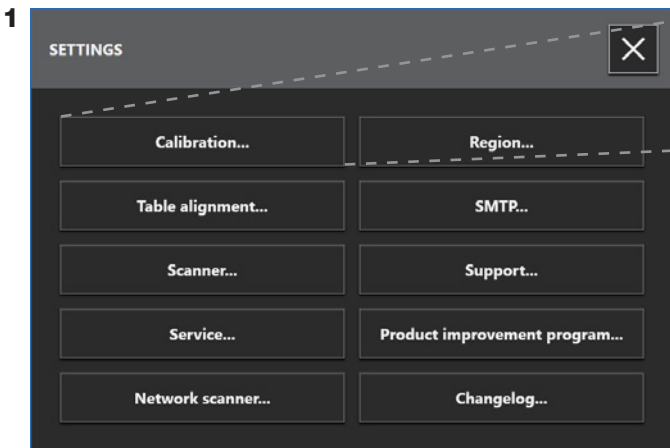 1
SETTINGS
Calibration...
Region...
Table alignment...
SMTP...
Scanner...
Support...
Service...
Product improvement program...
Network scanner...
Changelog...